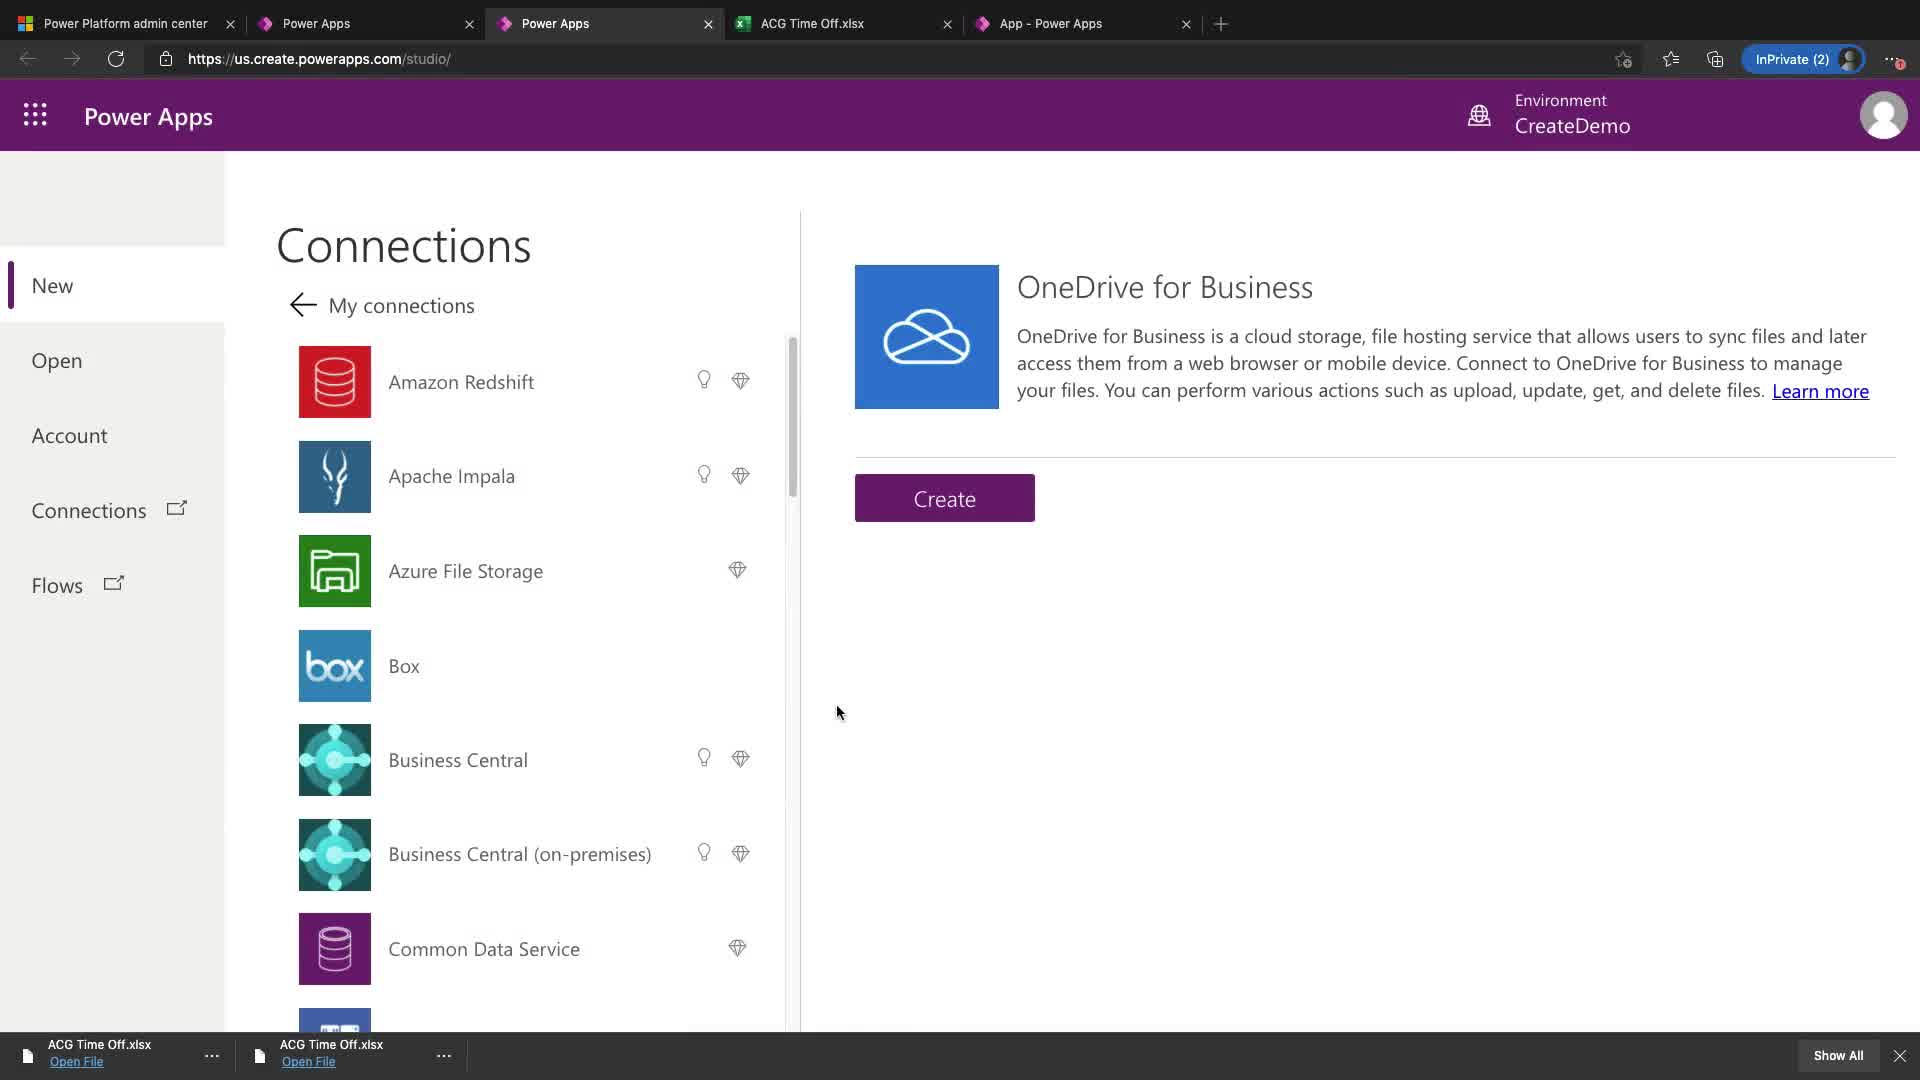 Power Platform admin center
Power Apps
Power Apps
ACG Time Off.xlsx
App - Power Apps
https://us.create.powerapps.com/studio/
InPrivate (2)
Power Apps
Environment
CreateDemo
New
Open
Account
Connections
Flows
Connections
My connections
Amazon Redshift
Apache Impala
Azure File Storage
box
Box
Business Central
Business Central (on-premises)
Common Data Service
OneDrive for Business
OneDrive for Business is a cloud storage, file hosting service that allows users to sync files and later
access them from a web browser or mobile device. Connect to OneDrive for Business to manage
your files. You can perform various actions such as upload, update, get, and delete files. Learn more
Create
ACG Time Off.xlsx
Open File
ACG Time Off.xlsx
Open File
Show All